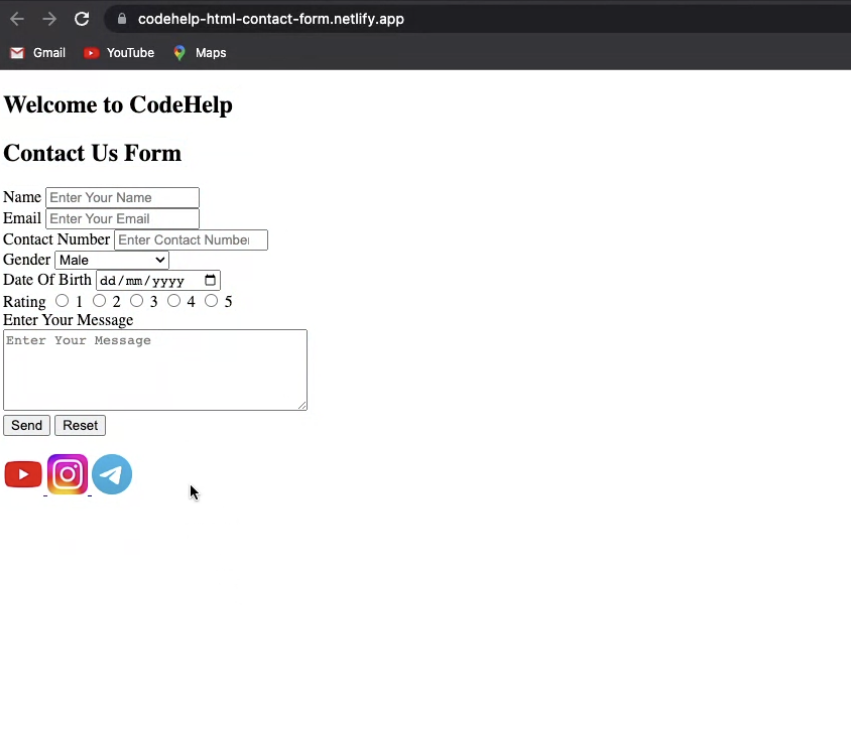 codehelp-html-contact-form.netlify.app
Gmail YouTube Maps
Welcome to CodeHelp
Contact Us Form
Name Enter Your Name
Email Enter Your Email
Contact Number Enter Contact Number
Gender Male
Date Of Birth dd/mm/yyyy
Rating 1 2 3 4 5
Enter Your Message
Enter Your Message
Send Reset